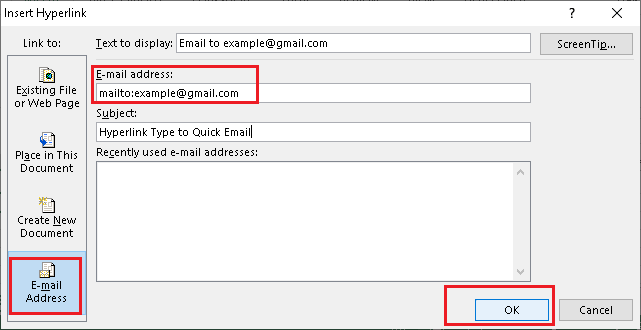 Insert Hyperlink
?
X
Link to:
Text to display: Email to example@gmail.com
ScreenTip...
Existing File
or Web Page
Place in This
Document
Create New
Document
E-mail
Address
E-mail address:
mailto:example@gmail.com
Subject:
Hyperlink Type to Quick Email
Recently used e-mail addresses:
OK
Cancel